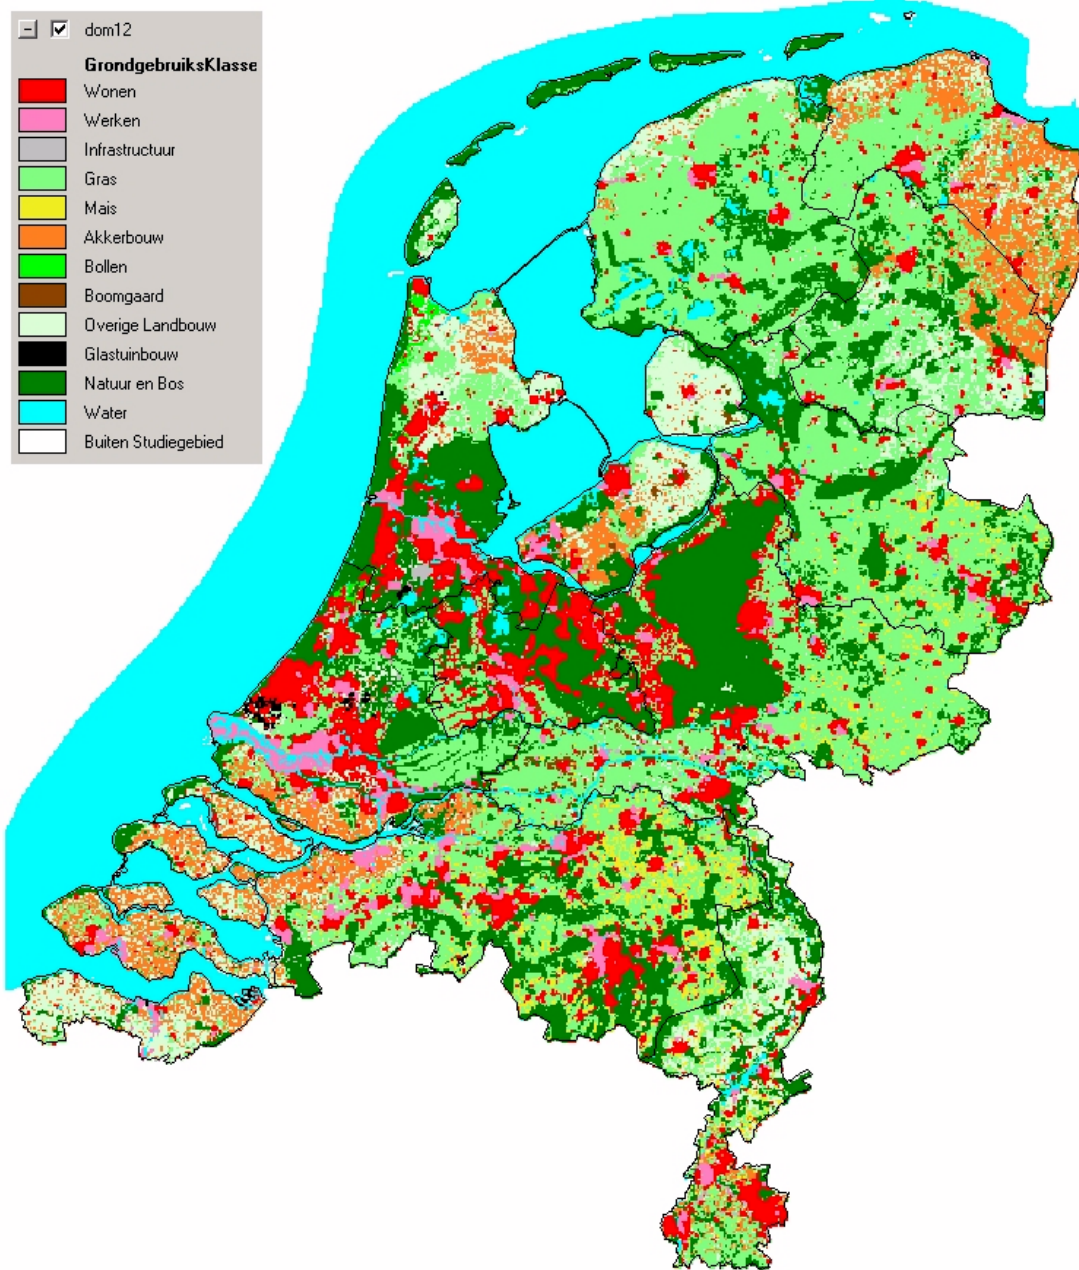 dom12
GrondgebruiksKlasse
Wonen
Werken
Infrastructuur
Gras
Mais
Akkerbouw
Bollen
Boomgaard
Overige Landbouw
Glastuinbouw
Natuur en Bos
Water
Buiten Studiegebied